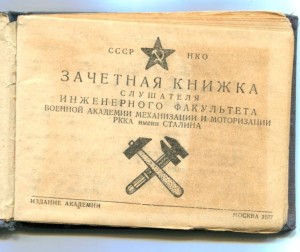 СССР НКО
ЗАЧЕТНАЯ КНИЖКА
СЛУШАТЕЛЯ
ИНЖЕНЕРНОГО ФАКУЛЬТЕТА
ВОЕННОЙ АКАДЕМИИ МЕХАНИЗАЦИИ И МОТОРИЗАЦИИ
РККА имени СТАЛИНА
ИЗДАНИЕ АКАДЕМИИ
МОСКВА